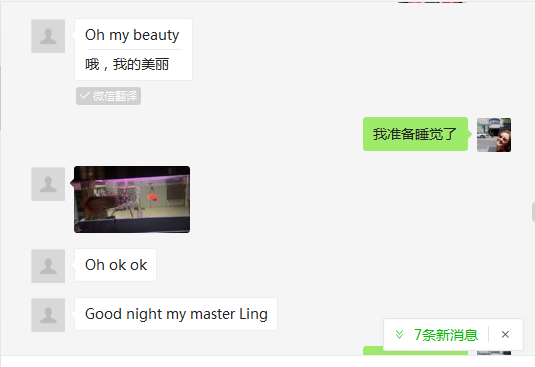 Oh my beauty
哦，我的美丽
微信翻译
我准备睡觉了
Oh ok ok
Good night my master Ling
7条新消息